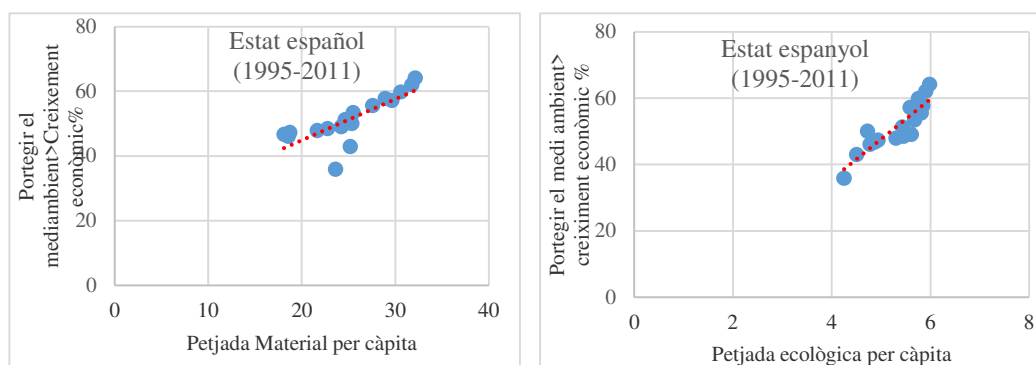 Estat español
(1995-2011)
80
60
40
20
0
0
10
20
30
40
Portegir el
mediambient>Creixement
econòmic%
Petjada Material per càpita
Estat espanyol
(1995-2011)
80
60
40
20
0
0
2
4
6
8
Portegir el medi ambient>
creiximent econòmic %
Petjada ecològica per càpita